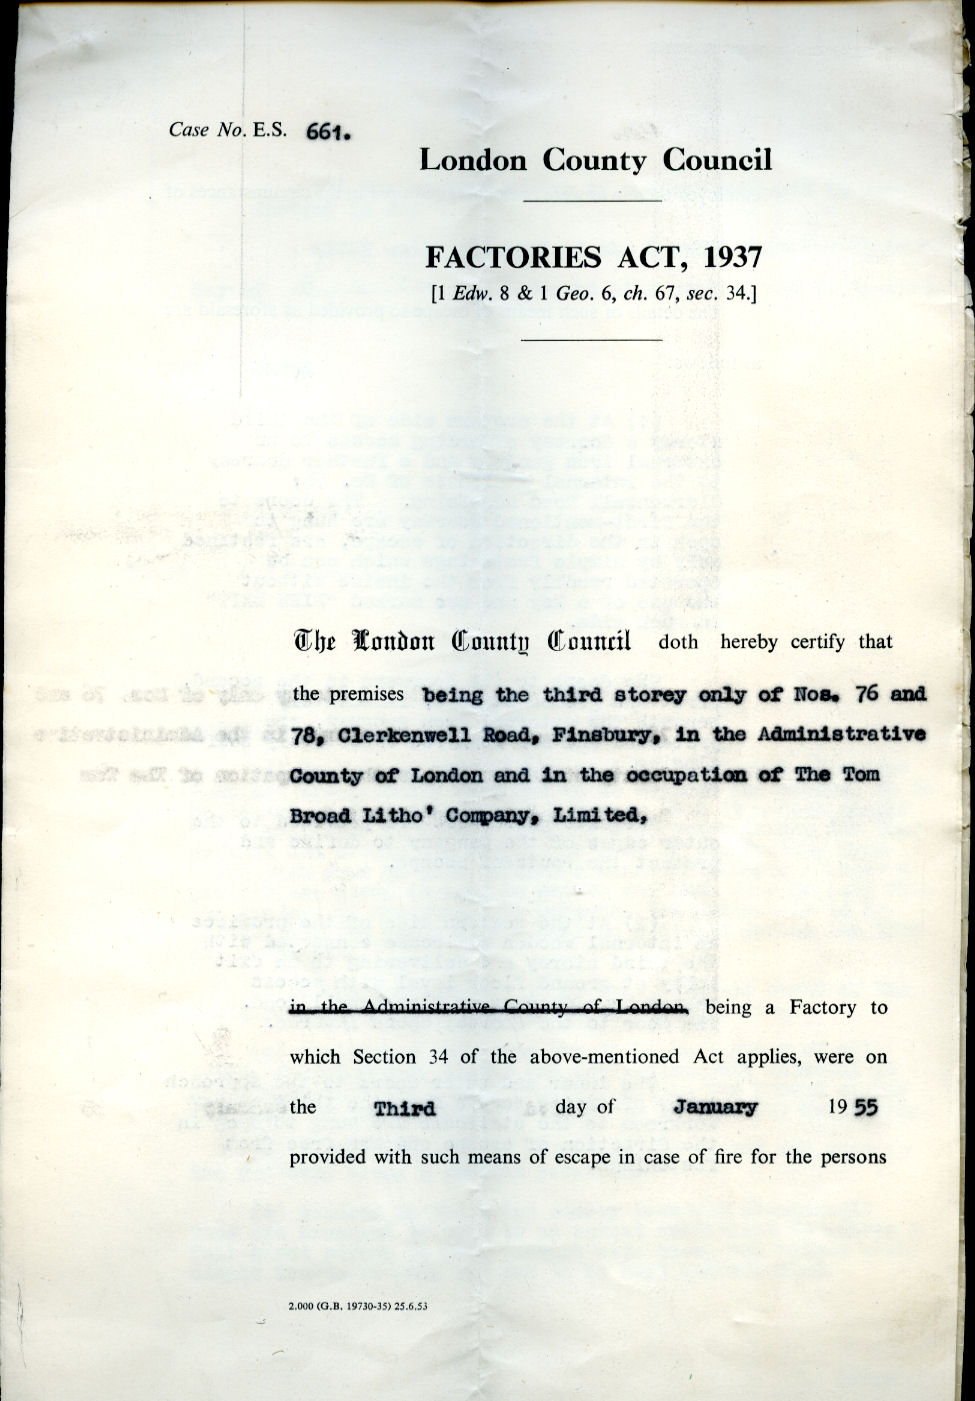 Case No. E.S. 661.
London County Council
FACTORIES ACT, 1937
[1 Edw. 8 & 1 Geo. 6, ch. 67, sec. 34.]
The London County Council doth hereby certify that
the premises being the third storey only of Nos. 76 and
78, Clerkenwell Road, Finsbury, in the Administrative
County of London and in the occupation of The Tom
Broad Litho' Company, Limited,
in the Administrative County of London, being a Factory to
which Section 34 of the above-mentioned Act applies, were on
the Third day of January 1955
provided with such means of escape in case of fire for the persons
2,000 (G.B. 19730-35) 25.6.53